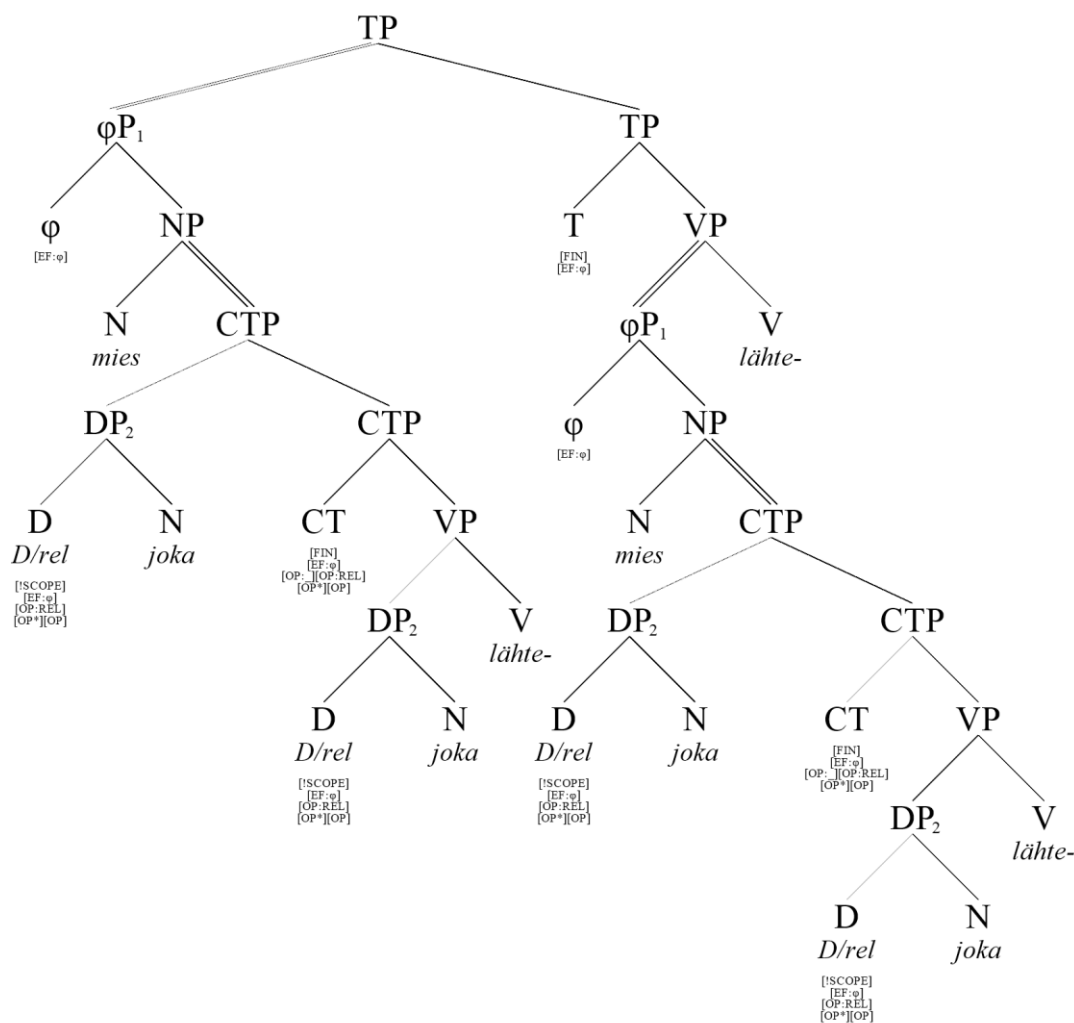 TP
φP₁ TP
φ NP T VP
[EF:φ] [FIN]
[EF:φ]
N CTP φP₁ V
mies lähte-
DP₂ CTP φ NP
[EF:φ]
D N CT VP N CTP
D/rel joka mies
[!SCOPE] [FIN]
[EF:φ] [EF:φ]
[OP:REL] [OP:_][OP:REL]
[OP*][OP] [OP*][OP]
DP₂ V DP₂ CTP
lähte-
D N D N CT VP
D/rel joka D/rel joka
[!SCOPE] [!SCOPE] [FIN]
[EF:φ] [EF:φ] [EF:φ]
[OP:REL] [OP:REL] [OP:_][OP:REL]
[OP*][OP] [OP*][OP] [OP*][OP]
DP₂ V
lähte-
D N
D/rel joka
[!SCOPE]
[EF:φ]
[OP:REL]
[OP*][OP]